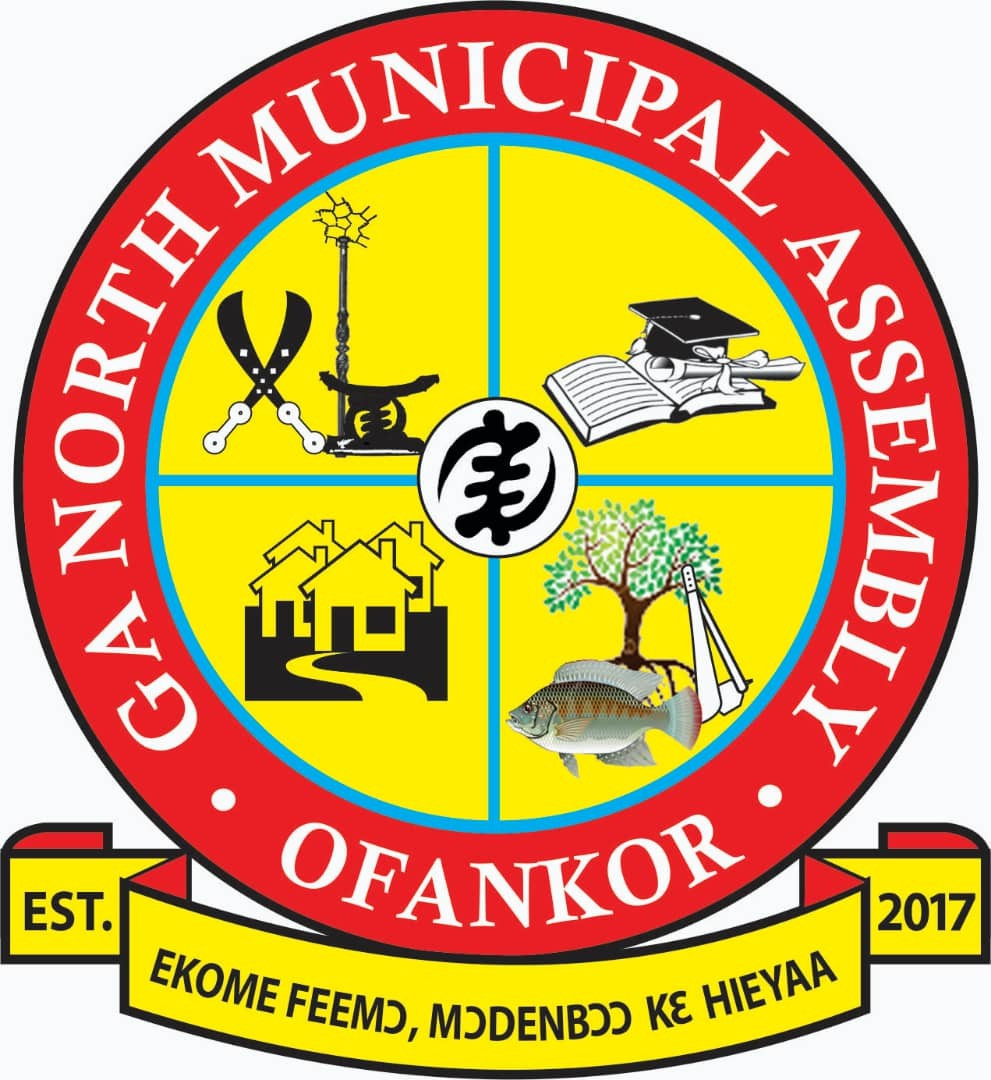 GA NORTH MUNICIPAL ASSEMBLY
• OFANKOR •
EST. 2017
EKOME FEEMƆ, MƆDENBƆƆ KƐ HIEYAA